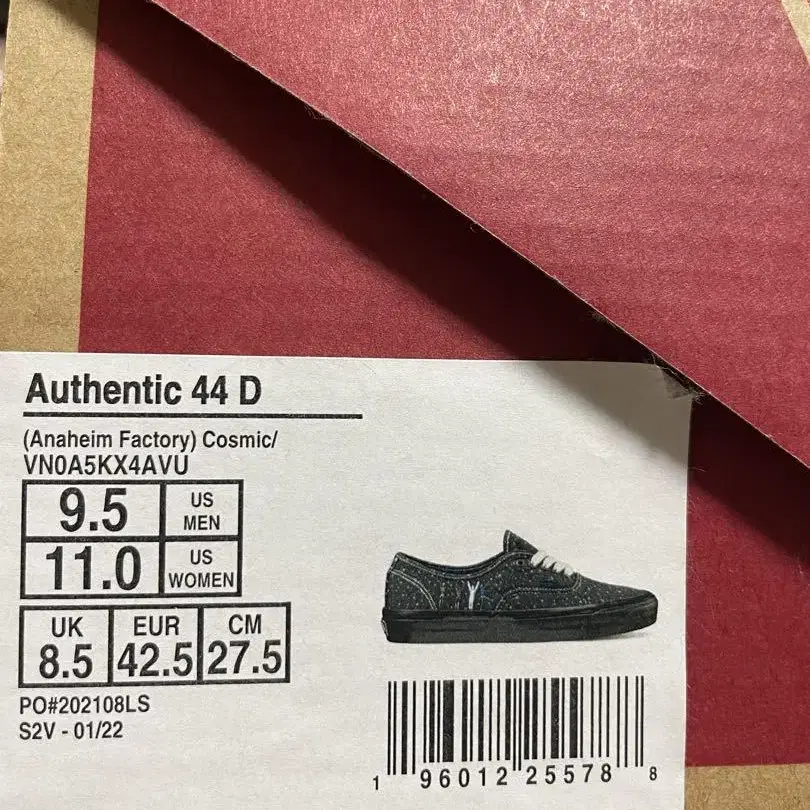 Authentic 44 D
(Anaheim Factory) Cosmic/
VN0A5KX4AVU
9.5 US MEN
11.0 US WOMEN
UK EUR CM
8.5 42.5 27.5
PO#202108LS
S2V - 01/22
1 96012 25578 8